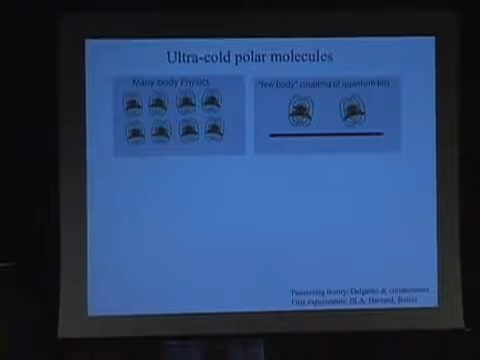 Ultra-cold polar molecules
Many-body Physics
"few body" coupling of quantum bits
Pioneering theory: Dalgarno & collaborators
First experiments: JILA, Harvard, Berlin